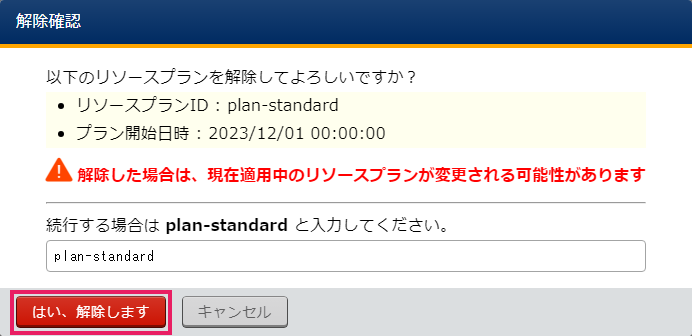 解除確認
以下のリソースプランを解除してよろしいですか？
• リソースプランID : plan-standard
• プラン開始日時 : 2023/12/01 00:00:00
解除した場合は、現在適用中のリソースプランが変更される可能性があります
続行する場合は plan-standard と入力してください。
plan-standard
はい、解除します キャンセル